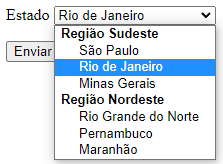 Estado Rio de Janeiro
Região Sudeste
São Paulo
Rio de Janeiro
Minas Gerais
Região Nordeste
Rio Grande do Norte
Pernambuco
Maranhão
Enviar